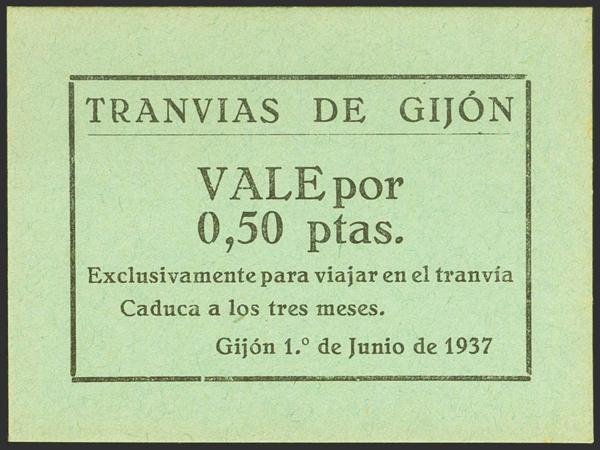 TRANVIAS DE GIJÓN
VALE por
0,50 ptas.
Exclusivamente para viajar en el tranvía
Caduca a los tres meses.
Gijón 1.º de Junio de 1937